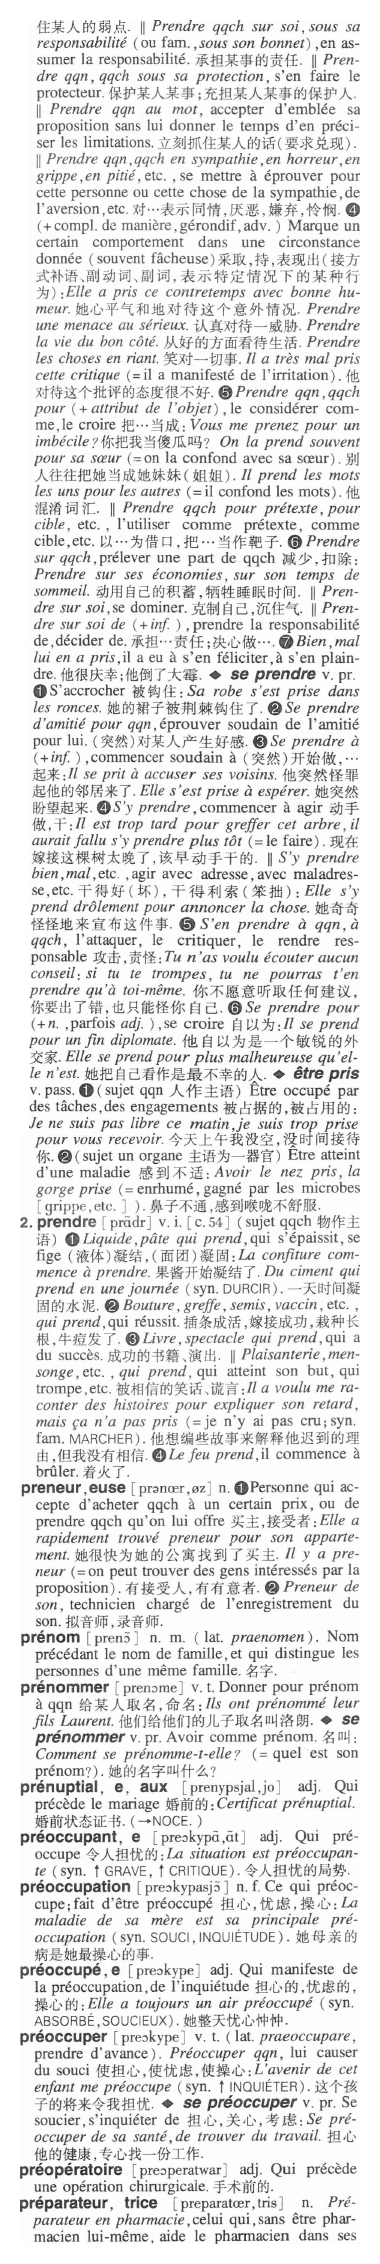 住某人的弱点. ‖ Prendre qqch sur soi, sous sa
responsabilité (ou fam., sous son bonnet), en as-
sumer la responsabilité. 承担某事的责任. ‖ Pren-
dre qqn, qqch sous sa protection, s'en faire le
protecteur. 保护某人某事;充担某人某事的保护人.
‖ Prendre qqn au mot, accepter d'emblée sa
proposition sans lui donner le temps d'en préci-
ser les limitations. 立刻抓住某人的话(要求兑现).
‖ Prendre qqn, qqch en sympathie, en horreur, en
grippe, en pitié, etc., se mettre à éprouver pour
cette personne ou cette chose de la sympathie, de
l'aversion, etc. 对…表示同情,厌恶,嫌弃,怜悯. ❹
(+ compl. de manière, gérondif, adv. ) Marque un
certain comportement dans une circonstance
donnée (souvent fâcheuse)采取,持,表现出(接方
式补语、副动词、副词,表示特定情况下的某种行
为):Elle a pris ce contretemps avec bonne hu-
meur. 她心平气和地对待这个意外情况. Prendre
une menace au sérieux. 认真对待一威胁. Prendre
la vie du bon côté. 从好的方面看待生活. Prendre
les choses en riant. 笑对一切事. Il a très mal pris
cette critique (= il a manifesté de l'irritation). 他
对待这个批评的态度很不好. ❺ Prendre qqn, qqch
pour (+ attribut de l'objet), le considérer com-
me, le croire 把…当成:Vous me prenez pour un
imbécile? 你把我当傻瓜吗? On la prend souvent
pour sa sœur (= on la confond avec sa sœur). 别
人往往把她当成她妹妹(姐姐). Il prend les mots
les uns pour les autres (= il confond les mots). 他
混淆词汇. ‖ Prendre qqch pour prétexte, pour
cible, etc., l'utiliser comme prétexte, comme
cible, etc. 以…为借口,把…当作靶子. ❻ Prendre
sur qqch, prélever une part de qqch 减少,扣除:
Prendre sur ses économies, sur son temps de
sommeil. 动用自己的积蓄,牺牲睡眠时间. ‖ Pren-
dre sur soi, se dominer. 克制自己,沉住气. ‖ Pren-
dre sur soi de (+ inf. ), prendre la responsabilité
de, décider de. 承担…责任;决心做…. ❼ Bien, mal
lui en a pris, il a eu à s'en féliciter, à s'en plain-
dre. 他很庆幸;他倒了大霉. ◆ se prendre v. pr.
❶ S'accrocher 被钩住:Sa robe s'est prise dans
les ronces. 她的裙子被荆棘钩住了. ❷ Se prendre
d'amitié pour qqn, éprouver soudain de l'amitié
pour lui. (突然)对某人产生好感. ❸ Se prendre à
(+ inf. ), commencer soudain à (突然)开始做,…
起来:Il se prit à accuser ses voisins. 他突然怪罪
起他的邻居来了. Elle s'est prise à espérer. 她突然
盼望起来. ❹ S'y prendre, commencer à agir 动手
做,干:Il est trop tard pour greffer cet arbre, il
aurait fallu s'y prendre plus tôt (= le faire). 现在
嫁接这棵树太晚了,该早动手干的. ‖ S'y prendre
bien, mal, etc., agir avec adresse, avec maladres-
se, etc. 干得好(坏),干得利索(笨拙):Elle s'y
prend drôlement pour annoncer la chose. 她奇奇
怪怪地来宣布这件事. ❺ S'en prendre à qqn, à
qqch, l'attaquer, le critiquer, le rendre res-
ponsable 攻击,责怪:Tu n'as voulu écouter aucun
conseil: si tu te trompes, tu ne pourras t'en
prendre qu'à toi-même. 你不愿意听取任何建议,
你要出了错,也只能怪你自己. ❻ Se prendre pour
(+ n. , parfois adj. ), se croire 自以为:Il se prend
pour un fin diplomate. 他自以为是一个敏锐的外
交家. Elle se prend pour plus malheureuse qu'el-
le n'est. 她把自己看作是最不幸的人. ◆ être pris
v. pass. ❶ (sujet qqn 人作主语) Être occupé par
des tâches, des engagements 被占据的,被占用的:
Je ne suis pas libre ce matin, je suis trop prise
pour vous recevoir. 今天上午我没空,没时间接待
你. ❷ (sujet un organe 主语为一器官) Être atteint
d'une maladie 感到不适:Avoir le nez pris, la
gorge prise (= enrhumé, gagné par les microbes
[grippe, etc. ] ). 鼻子不通,感到喉咙不舒服.
2. prendre [prɑ̃dr] v. i. [c. 54] (sujet qqch 物作主
语) ❶ Liquide, pâte qui prend, qui s'épaissit, se
fige (液体)凝结,(面团)凝固:La confiture com-
mence à prendre. 果酱开始凝结了. Du ciment qui
prend en une journée (syn. DURCIR). 一天时间凝
固的水泥. ❷ Bouture, greffe, semis, vaccin, etc. ,
qui prend, qui réussit. 插条成活,嫁接成功,栽种长
根,牛痘发了. ❸ Livre, spectacle qui prend, qui a
du succès. 成功的书籍、演出. ‖ Plaisanterie, men-
songe, etc. , qui prend, qui atteint son but, qui
trompe, etc. 被相信的笑话、谎言:Il a voulu me ra-
conter des histoires pour expliquer son retard,
mais ça n'a pas pris (= je n'y ai pas cru; syn.
fam. MARCHER). 他想编些故事来解释他迟到的理
由,但我没有相信. ❹ Le feu prend, il commence à
brûler. 着火了.
preneur, euse [prənœr, øz] n. ❶ Personne qui ac-
cepte d'acheter qqch à un certain prix, ou de
prendre qqch qu'on lui offre 买主,接受者:Elle a
rapidement trouvé preneur pour son apparte-
ment. 她很快为她的公寓找到了买主. Il y a pre-
neur (= on peut trouver des gens intéressés par la
proposition). 有接受人,有有意者. ❷ Preneur de
son, technicien chargé de l'enregistrement du
son. 拟音师,录音师.
prénom [prenɔ̃] n. m. (lat. praenomen). Nom
précédant le nom de famille, et qui distingue les
personnes d'une même famille. 名字.
prénommer [prenɔme] v. t. Donner pour prénom
à qqn 给某人取名,命名:Ils ont prénommé leur
fils Laurent. 他们给他们的儿子取名叫洛朗. ◆ se
prénommer v. pr. Avoir comme prénom. 名叫:
Comment se prénomme-t-elle? (= quel est son
prénom?). 她的名字叫什么?
prénuptial, e, aux [prenypsjal, jo] adj. Qui
précède le mariage 婚前的:Certificat prénuptial.
婚前状态证书. (→NOCE. )
préoccupant, e [preɔkypɑ̃, ɑ̃t] adj. Qui pré-
occupe 令人担忧的:La situation est préoccupan-
te (syn. ↑ GRAVE, ↑ CRITIQUE). 令人担忧的局势.
préoccupation [preɔkypasjɔ̃] n. f. Ce qui préoc-
cupe; fait d'être préoccupé 担心,忧虑,操心:La
maladie de sa mère est sa principale pré-
occupation (syn. SOUCI, INQUIÉTUDE). 她母亲的
病是她最操心的事.
préoccupé, e [preɔkype] adj. Qui manifeste de
la préoccupation, de l'inquiétude 担心的,忧虑的,
操心的:Elle a toujours un air préoccupé (syn.
ABSORBÉ, SOUCIEUX). 她整天忧心忡忡.
préoccuper [preɔkype] v. t. (lat. praeoccupare,
prendre d'avance). Préoccuper qqn, lui causer
du souci 使担心,使忧虑,使操心:L'avenir de cet
enfant me préoccupe (syn. ↑ INQUIÉTER). 这个孩
子的将来令我担忧. ◆ se préoccuper v. pr. Se
soucier, s'inquiéter de 担心,关心,考虑:Se pré-
occuper de sa santé, de trouver du travail. 担心
他的健康,专心找一份工作.
préopératoire [preɔperatwar] adj. Qui précède
une opération chirurgicale. 手术前的.
préparateur, trice [preparatœr, tris] n. Pré-
parateur en pharmacie, celui qui, sans être phar-
macien lui-même, aide le pharmacien dans ses